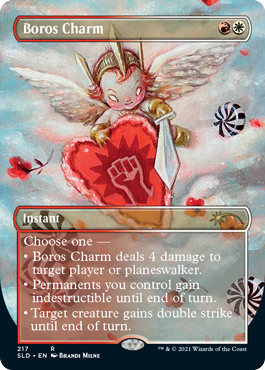 Boros Charm
Instant
Choose one —
• Boros Charm deals 4 damage to
target player or planeswalker.
• Permanents you control gain
indestructible until end of turn.
• Target creature gains double strike
until end of turn.
217 R
SLD • EN Brandi Milne
™ & © 2021 Wizards of the Coast